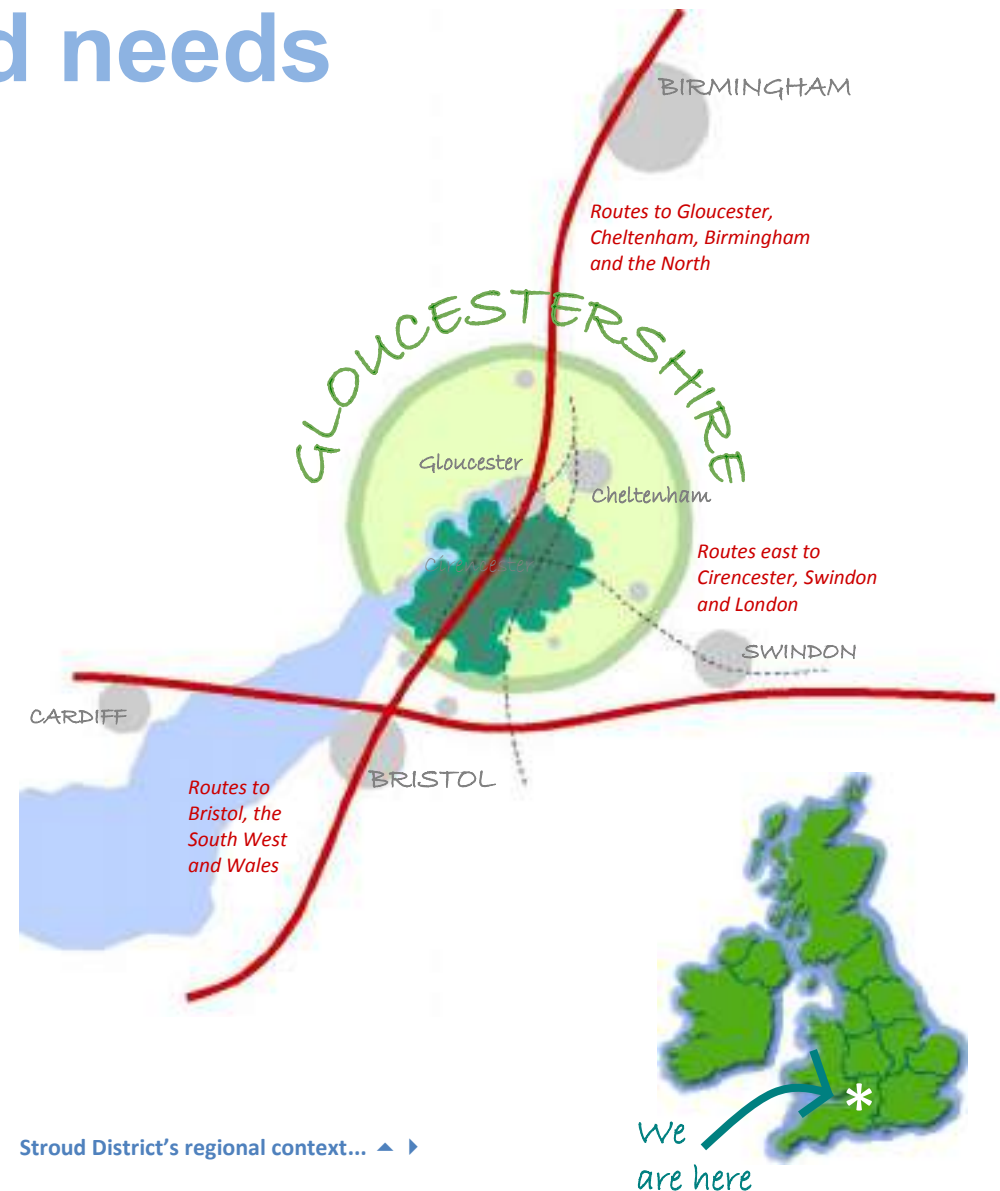 d needs
BIRMINGHAM
Routes to Gloucester,
Cheltenham, Birmingham
and the North
GLOUCESTERSHIRE
Gloucester
Cheltenham
Routes east to
Cirencester, Swindon
and London
SWINDON
CARDIFF
BRISTOL
Routes to
Bristol, the
South West
and Wales
We
are here
Stroud District’s regional context...